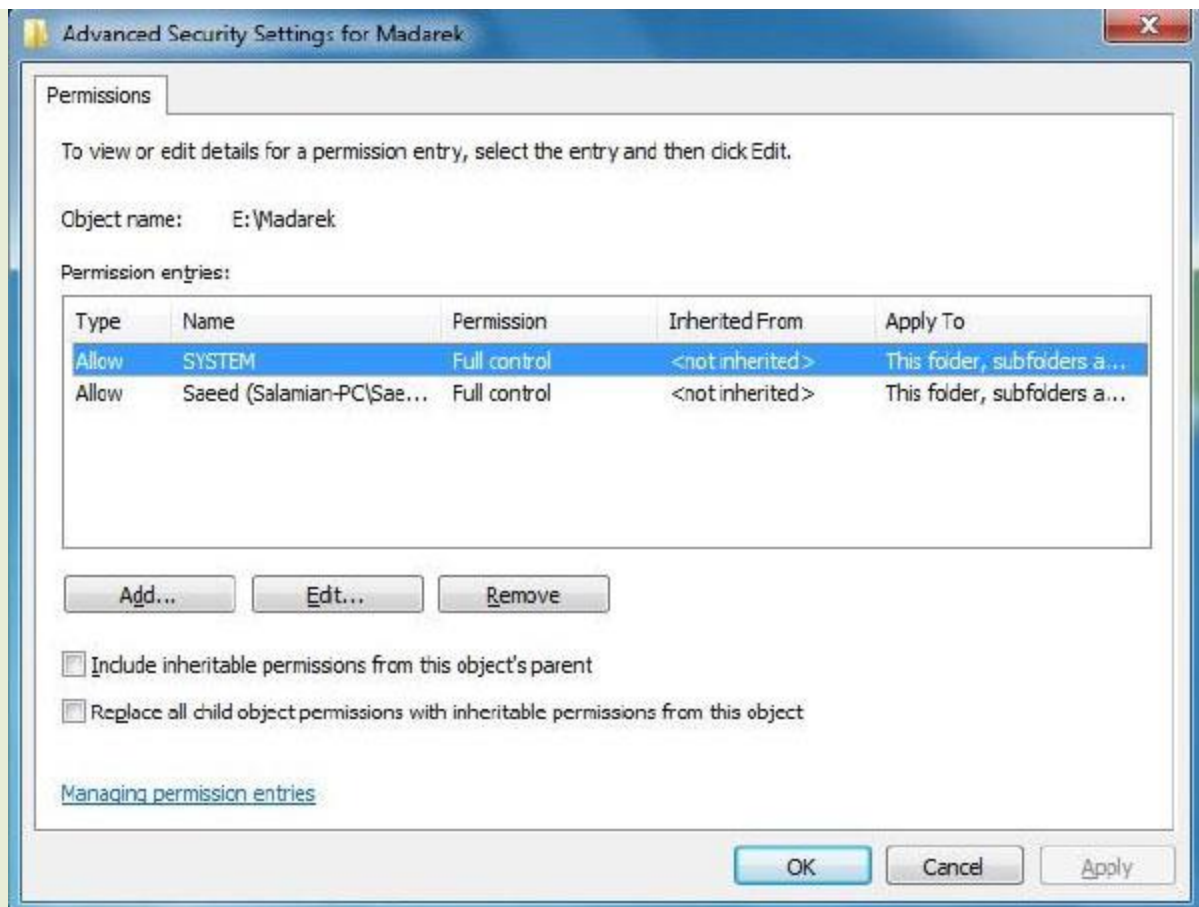 Advanced Security Settings for Madarek
Permissions
To view or edit details for a permission entry, select the entry and then click Edit.
Object name: E:\Madarek
Permission entries:
Type Name Permission Inherited From Apply To
Allow SYSTEM Full control <not inherited> This folder, subfolders a...
Allow Saeed (Salamian-PC\Sae... Full control <not inherited> This folder, subfolders a...
Add... Edit... Remove
Include inheritable permissions from this object's parent
Replace all child object permissions with inheritable permissions from this object
Managing permission entries
OK Cancel Apply